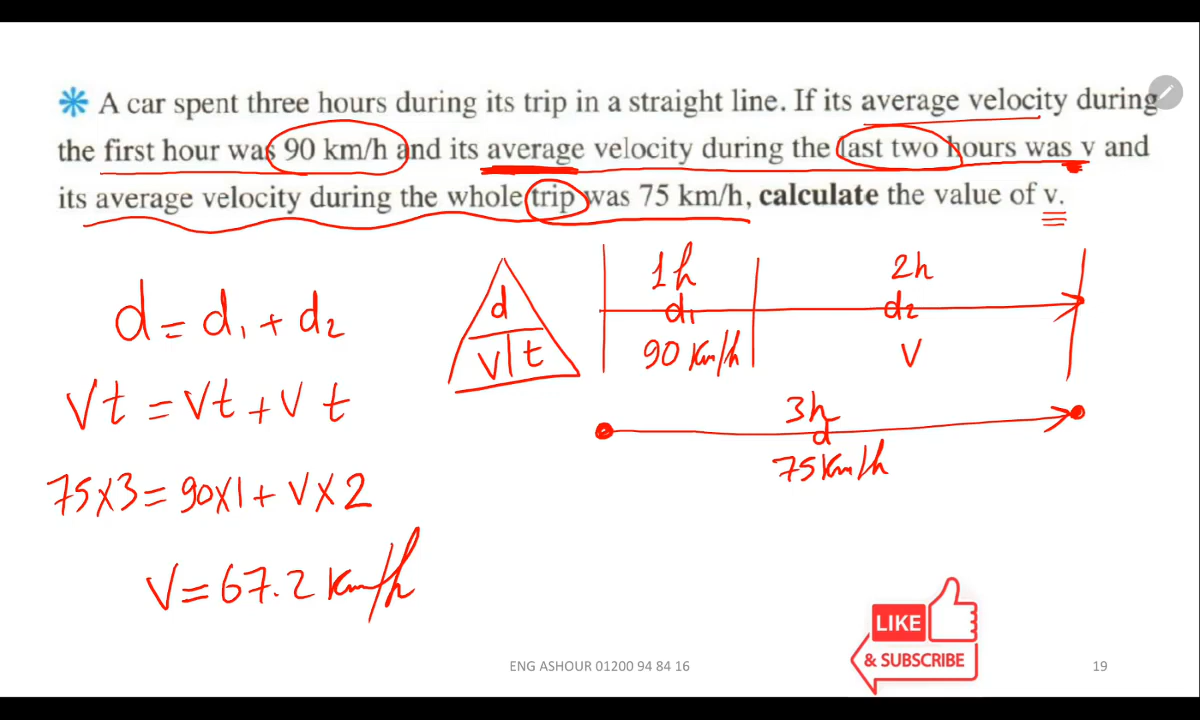 A car spent three hours during its trip in a straight line. If its average velocity during
the first hour was 90 km/h and its average velocity during the last two hours was v and
its average velocity during the whole trip was 75 km/h, calculate the value of v.
d = d1 + d2
Vt = Vt + Vt
75 x 3 = 90 x 1 + V x 2
V = 67.2 Km/h
d
V t
1h
d1
90 Km/h
2h
d2
V
3h
d
75 Km/h
LIKE
& SUBSCRIBE
ENG ASHOUR 01200 94 84 16
19